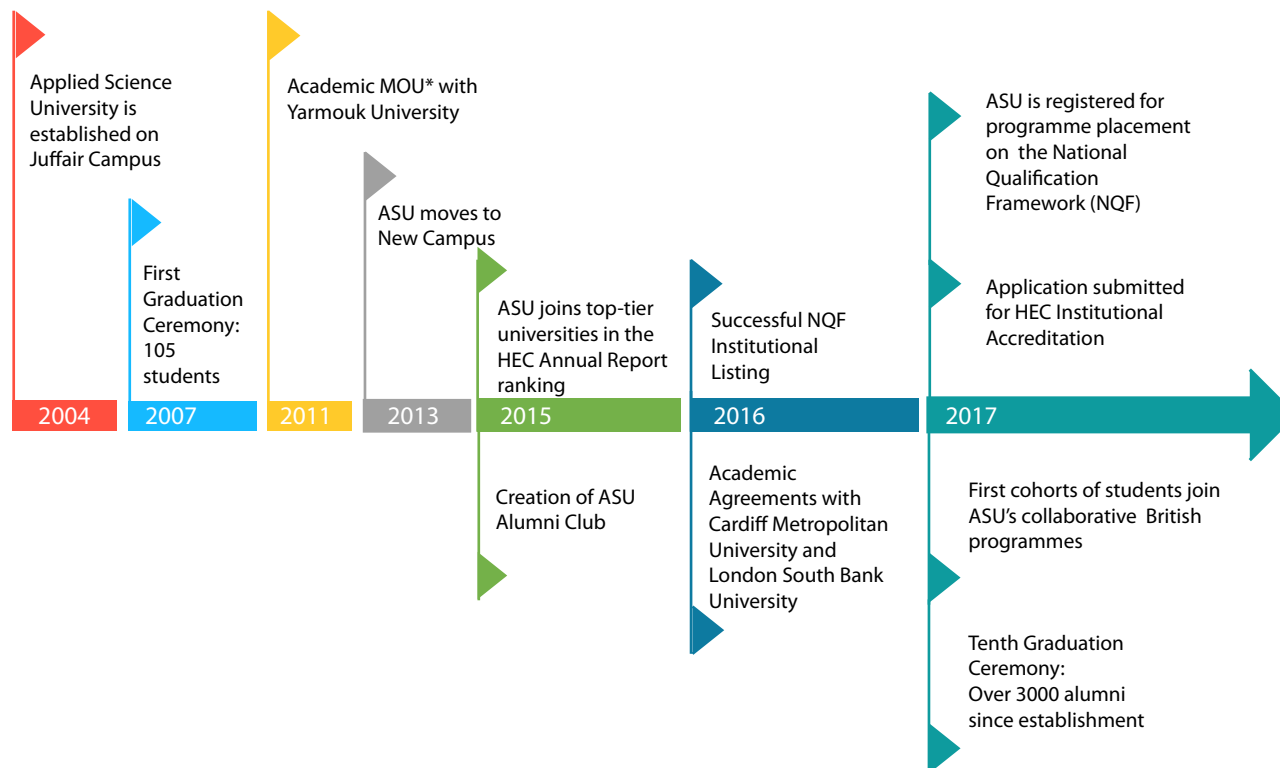 Applied Science
University is
established on
Juffair Campus
First
Graduation
Ceremony:
105
students
Academic MOU* with
Yarmouk University
ASU moves to
New Campus
ASU joins top-tier
universities in the
HEC Annual Report
ranking
Successful NQF
Institutional
Listing
ASU is registered for
programme placement
on the National
Qualification
Framework (NQF)
Application submitted
for HEC Institutional
Accreditation
2004
2007
2011
2013
2015
2016
2017
Creation of ASU
Alumni Club
Academic
Agreements with
Cardiff Metropolitan
University and
London South Bank
University
First cohorts of students join
ASU’s collaborative British
programmes
Tenth Graduation
Ceremony:
Over 3000 alumni
since establishment